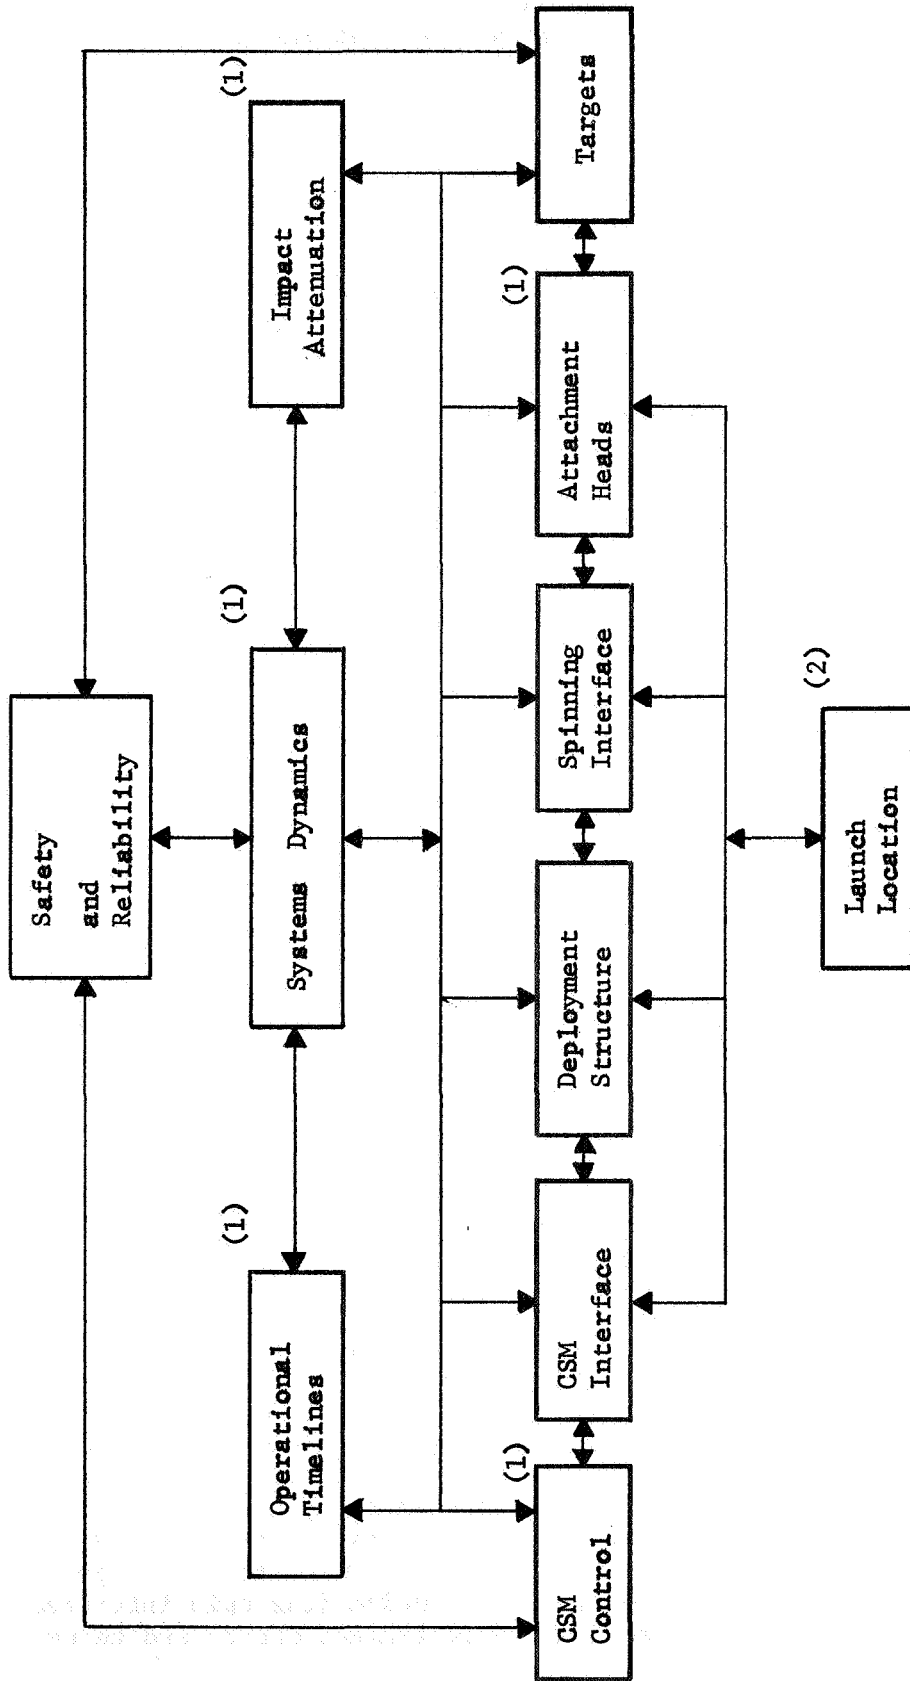 Safety
and
Reliability
(1)
(1)
(1)
Operational
Timelines
Systems Dynamics
Impact
Attenuation
(1)
(1)
CSM
Control
CSM
Interface
Deployment
Structure
Spinning
Interface
Attachment
Heads
Targets
(2)
Launch
Location